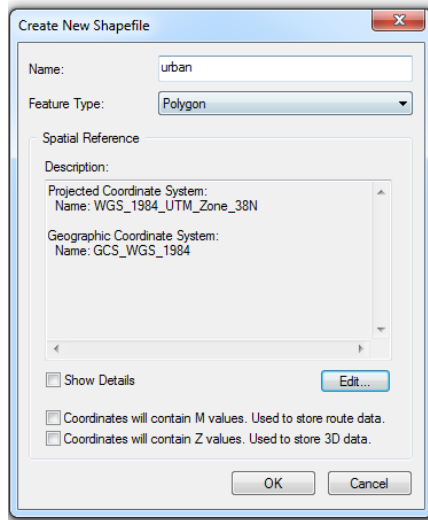 Create New Shapefile
Name:
urban
Feature Type:
Polygon
Spatial Reference
Description:
Projected Coordinate System:
Name: WGS_1984_UTM_Zone_38N
Geographic Coordinate System:
Name: GCS_WGS_1984
Show Details
Edit...
Coordinates will contain M values. Used to store route data.
Coordinates will contain Z values. Used to store 3D data.
OK
Cancel